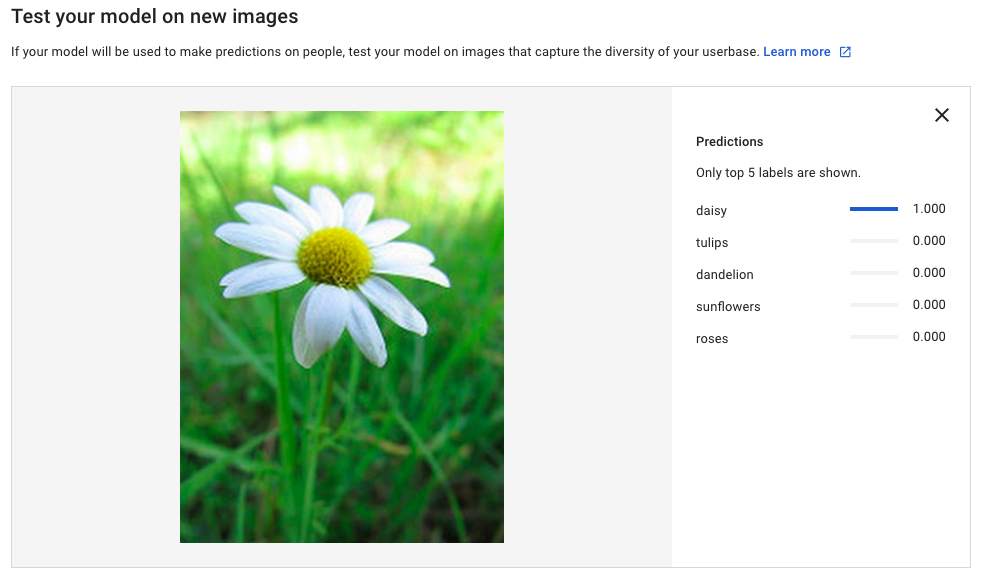 Test your model on new images
If your model will be used to make predictions on people, test your model on images that capture the diversity of your userbase. Learn more
Predictions
Only top 5 labels are shown.
daisy 1.000
tulips 0.000
dandelion 0.000
sunflowers 0.000
roses 0.000